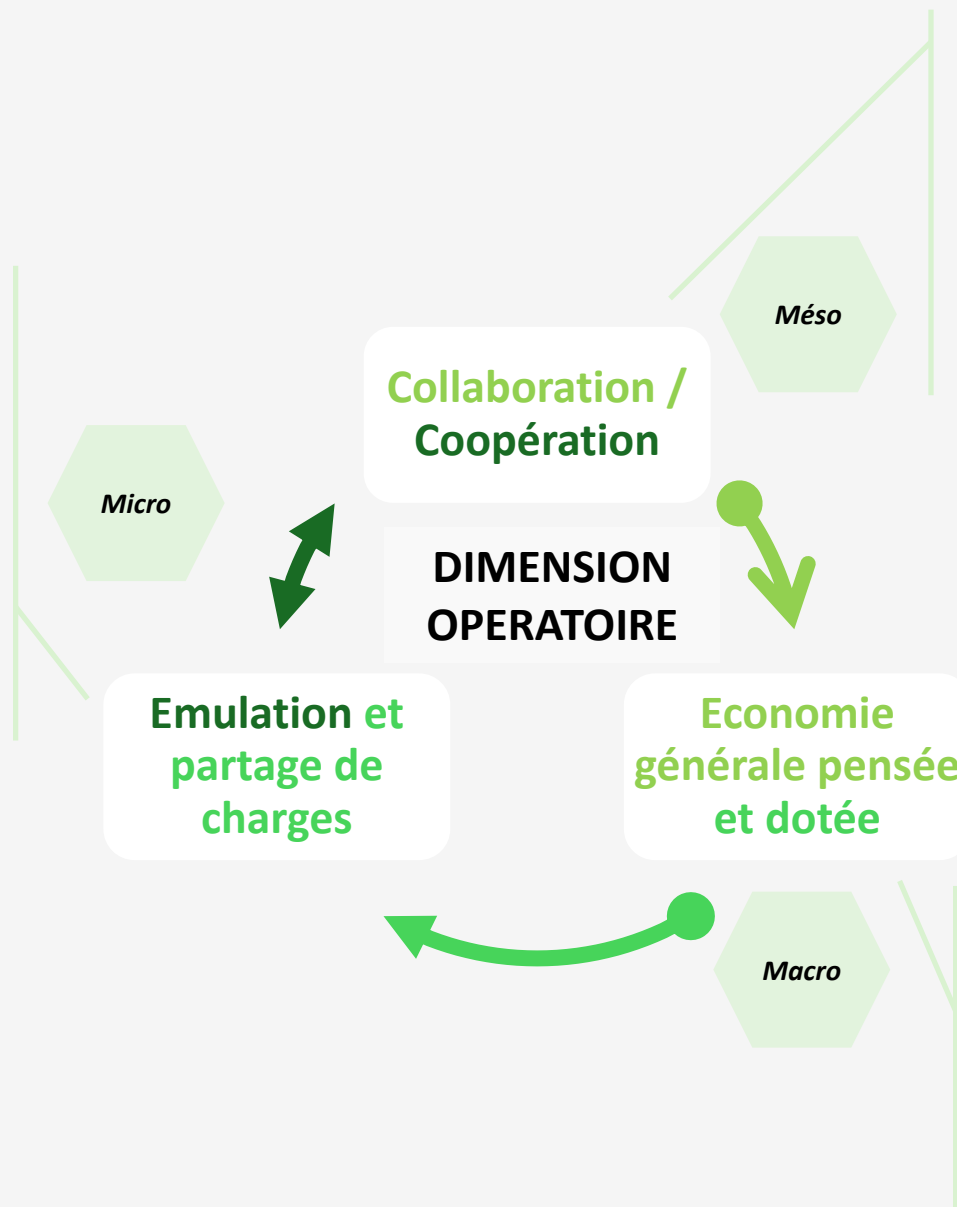 Méso
Collaboration /
Coopération
Micro
DIMENSION
OPERATOIRE
Emulation et
partage de
charges
Economie
générale pensée
et dotée
Macro